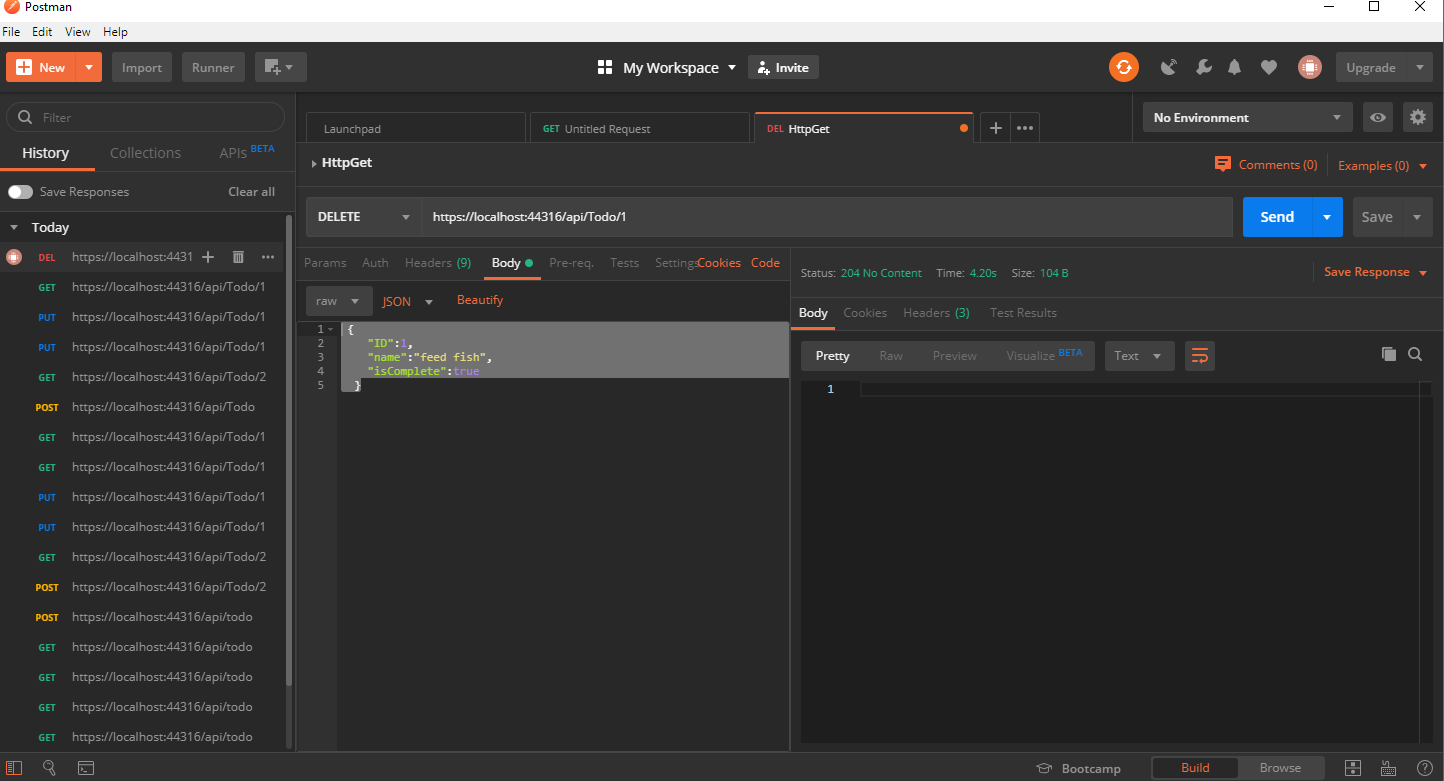 Postman
File Edit View Help
New Import Runner My Workspace Invite Upgrade
Filter
History Collections APIs BETA
Save Responses Clear all
Today
DEL https://localhost:4431
GET https://localhost:44316/api/Todo/1
PUT https://localhost:44316/api/Todo/1
PUT https://localhost:44316/api/Todo/1
GET https://localhost:44316/api/Todo/2
POST https://localhost:44316/api/Todo
GET https://localhost:44316/api/Todo/1
GET https://localhost:44316/api/Todo/1
PUT https://localhost:44316/api/Todo/1
PUT https://localhost:44316/api/Todo/1
GET https://localhost:44316/api/Todo/2
POST https://localhost:44316/api/Todo/2
POST https://localhost:44316/api/todo
GET https://localhost:44316/api/todo
GET https://localhost:44316/api/todo
GET https://localhost:44316/api/todo
GET https://localhost:44316/api/todo
Launchpad GET Untitled Request DEL HttpGet
No Environment
HttpGet Comments (0) Examples (0)
DELETE https://localhost:44316/api/Todo/1 Send Save
Params Auth Headers (9) Body Pre-req. Tests Settings Cookies Code
raw JSON Beautify
1 {
2 "ID":1,
3 "name":"feed fish",
4 "isComplete":true
5 }
Status: 204 No Content Time: 4.20s Size: 104 B Save Response
Body Cookies Headers (3) Test Results
Pretty Raw Preview Visualize BETA Text
1
Bootcamp Build Browse